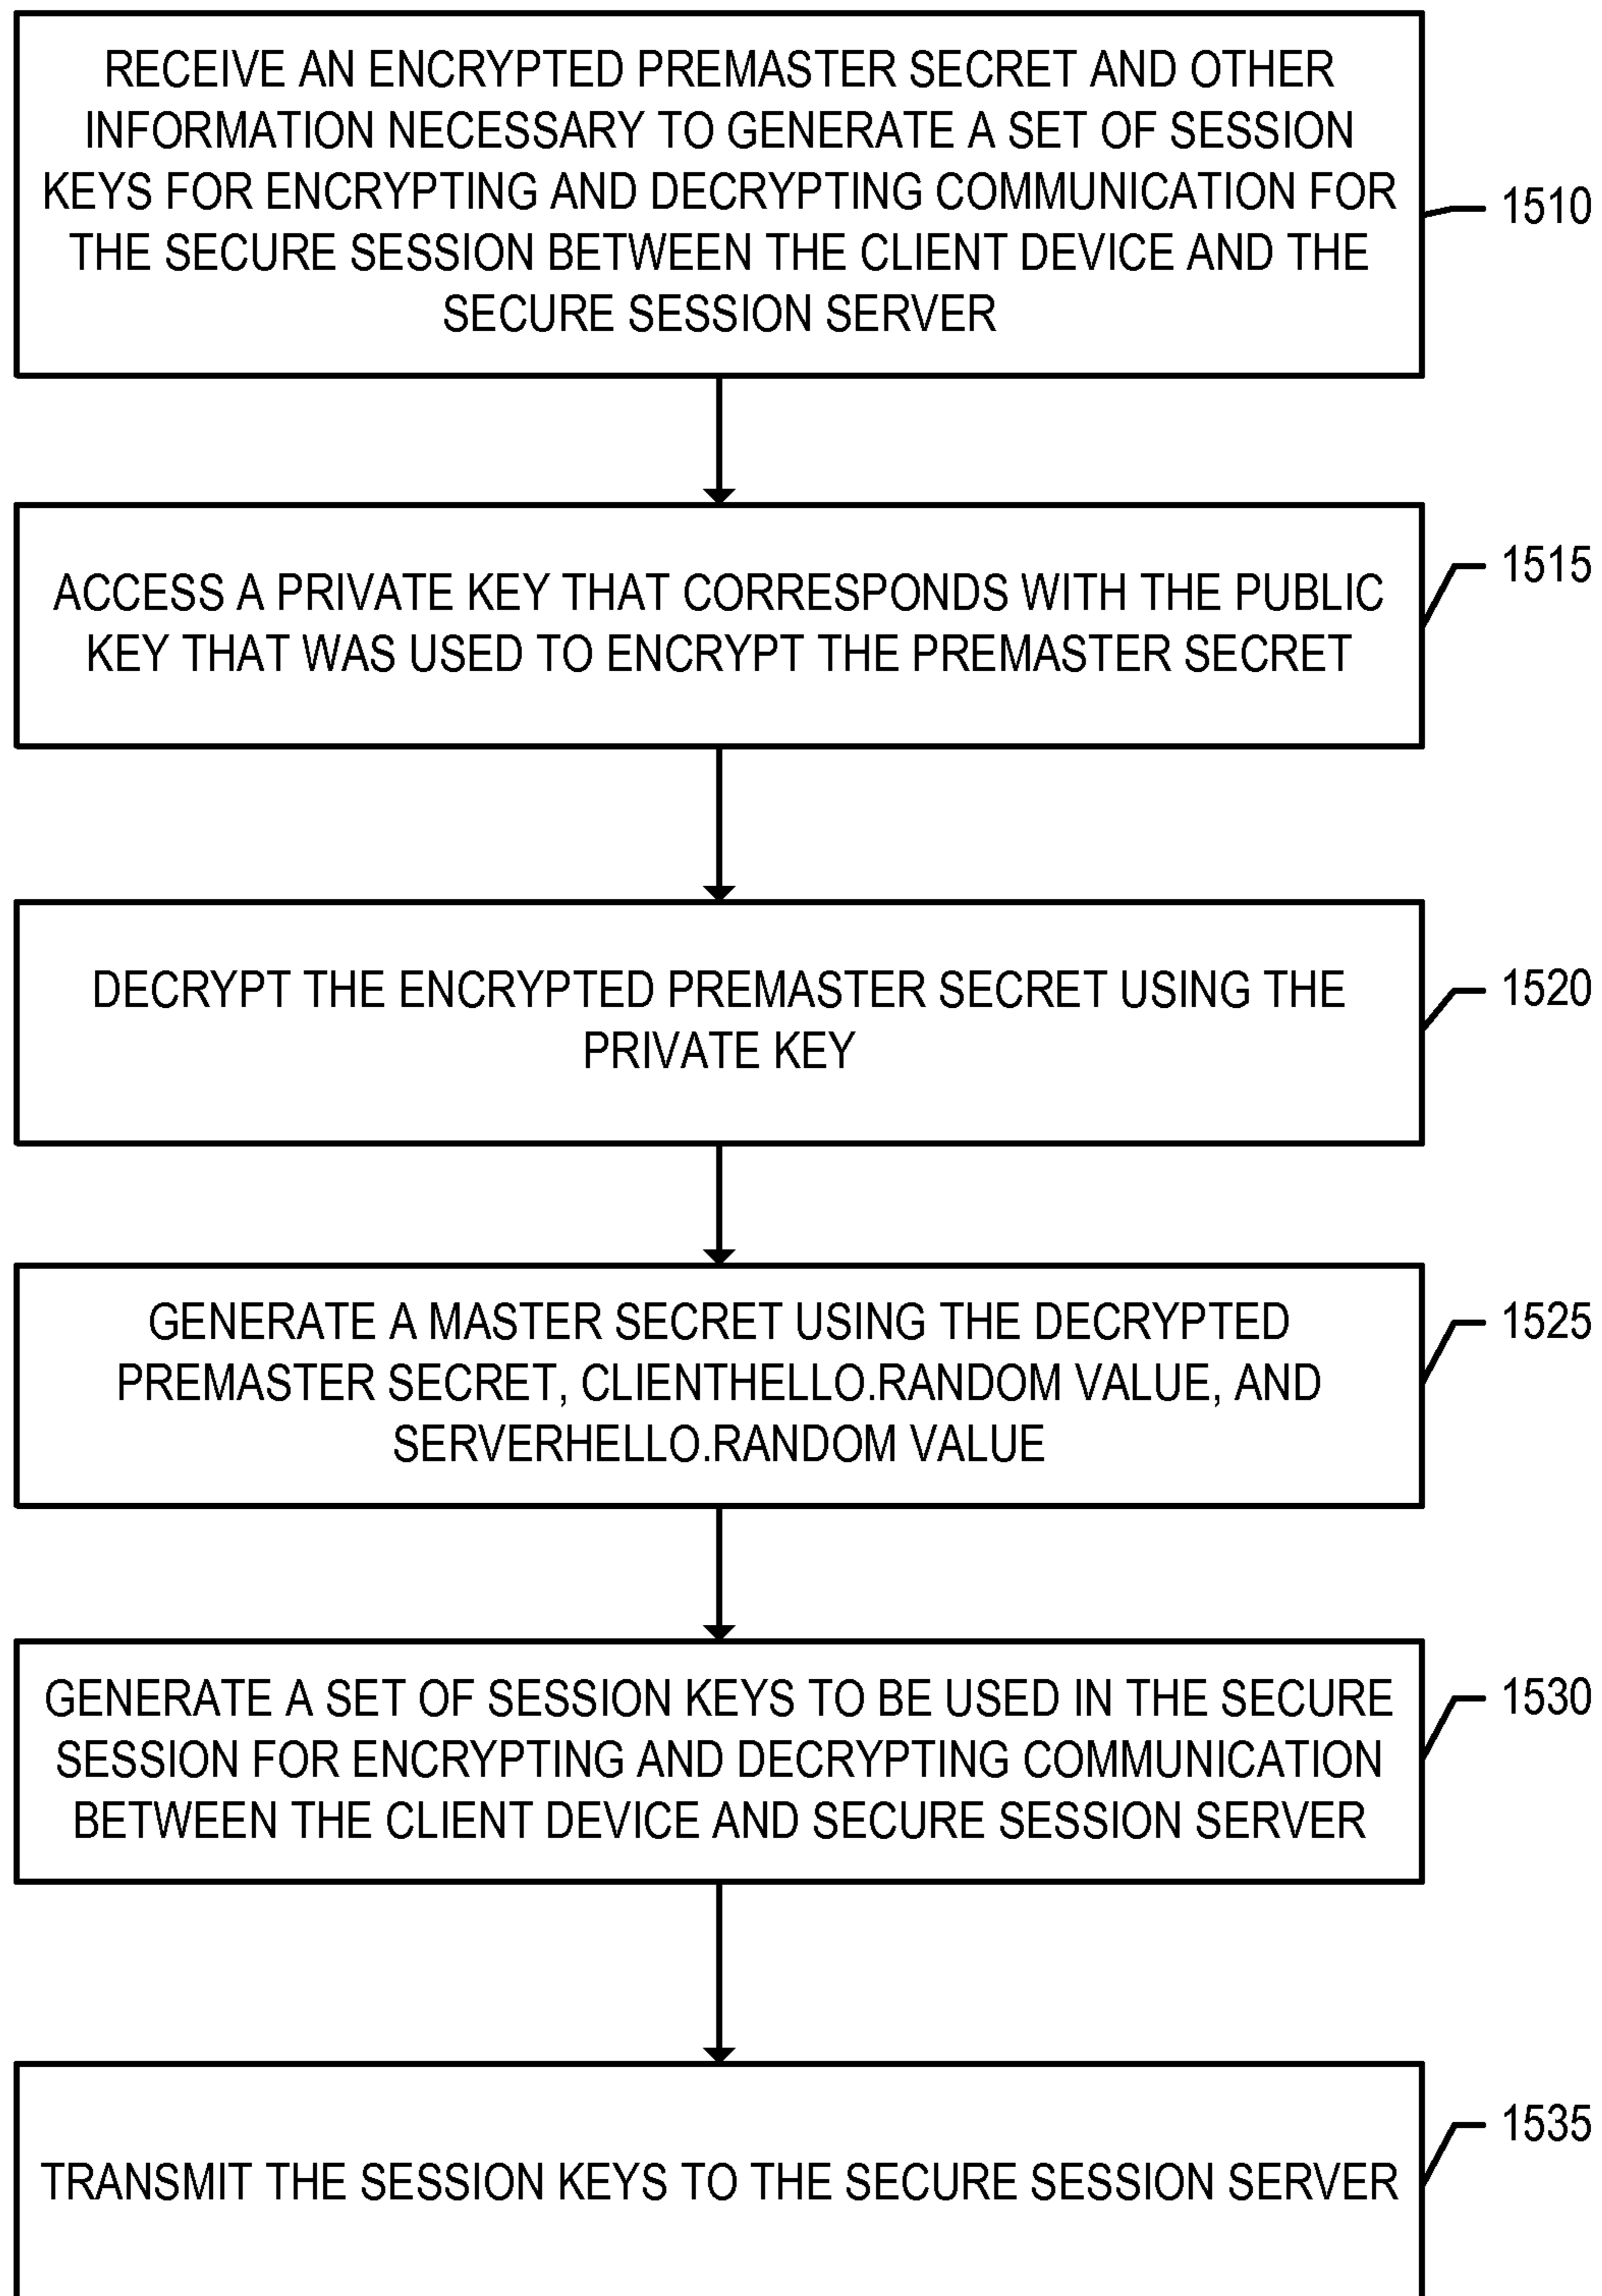 RECEIVE AN ENCRYPTED PREMASTER SECRET AND OTHER
INFORMATION NECESSARY TO GENERATE A SET OF SESSION
KEYS FOR ENCRYPTING AND DECRYPTING COMMUNICATION FOR
THE SECURE SESSION BETWEEN THE CLIENT DEVICE AND THE
SECURE SESSION SERVER
1510
ACCESS A PRIVATE KEY THAT CORRESPONDS WITH THE PUBLIC
KEY THAT WAS USED TO ENCRYPT THE PREMASTER SECRET
1515
DECRYPT THE ENCRYPTED PREMASTER SECRET USING THE
PRIVATE KEY
1520
GENERATE A MASTER SECRET USING THE DECRYPTED
PREMASTER SECRET, CLIENTHELLO.RANDOM VALUE, AND
SERVERHELLO.RANDOM VALUE
1525
GENERATE A SET OF SESSION KEYS TO BE USED IN THE SECURE
SESSION FOR ENCRYPTING AND DECRYPTING COMMUNICATION
BETWEEN THE CLIENT DEVICE AND SECURE SESSION SERVER
1530
TRANSMIT THE SESSION KEYS TO THE SECURE SESSION SERVER
1535